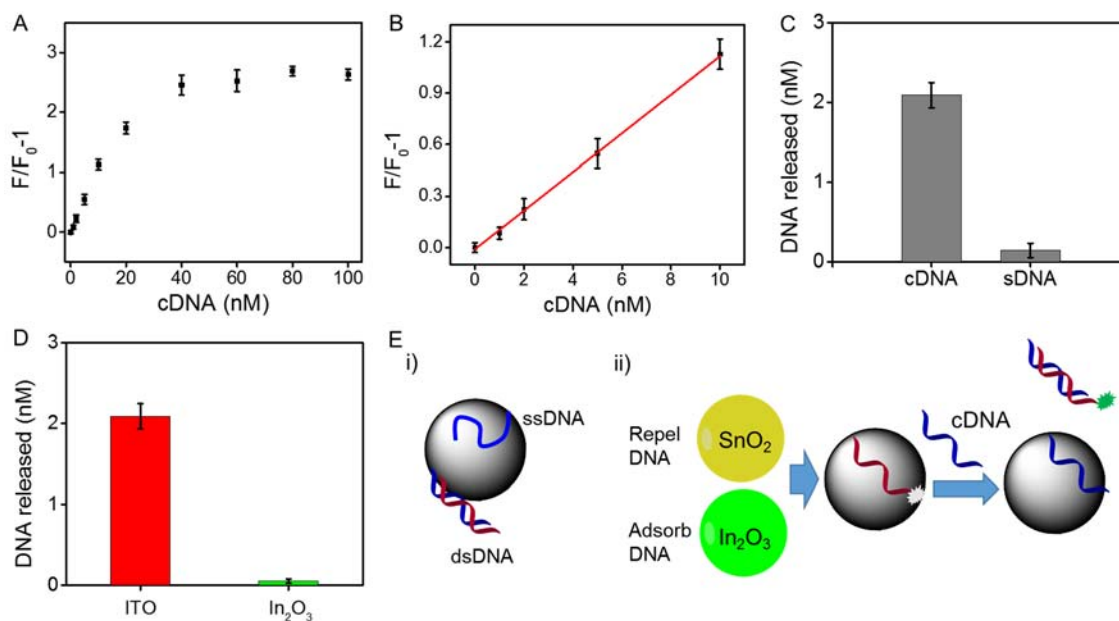 A
F/F₀-1
3
2
1
0
0 20 40 60 80 100
cDNA (nM)
B
F/F₀-1
1.2
0.9
0.6
0.3
0.0
0 2 4 6 8 10
cDNA (nM)
C
DNA released (nM)
3
2
1
0
cDNA sDNA
D
DNA released (nM)
3
2
1
0
ITO In₂O₃
E
i)
ssDNA
dsDNA
ii)
Repel
DNA
SnO₂
Adsorb
DNA
In₂O₃
cDNA